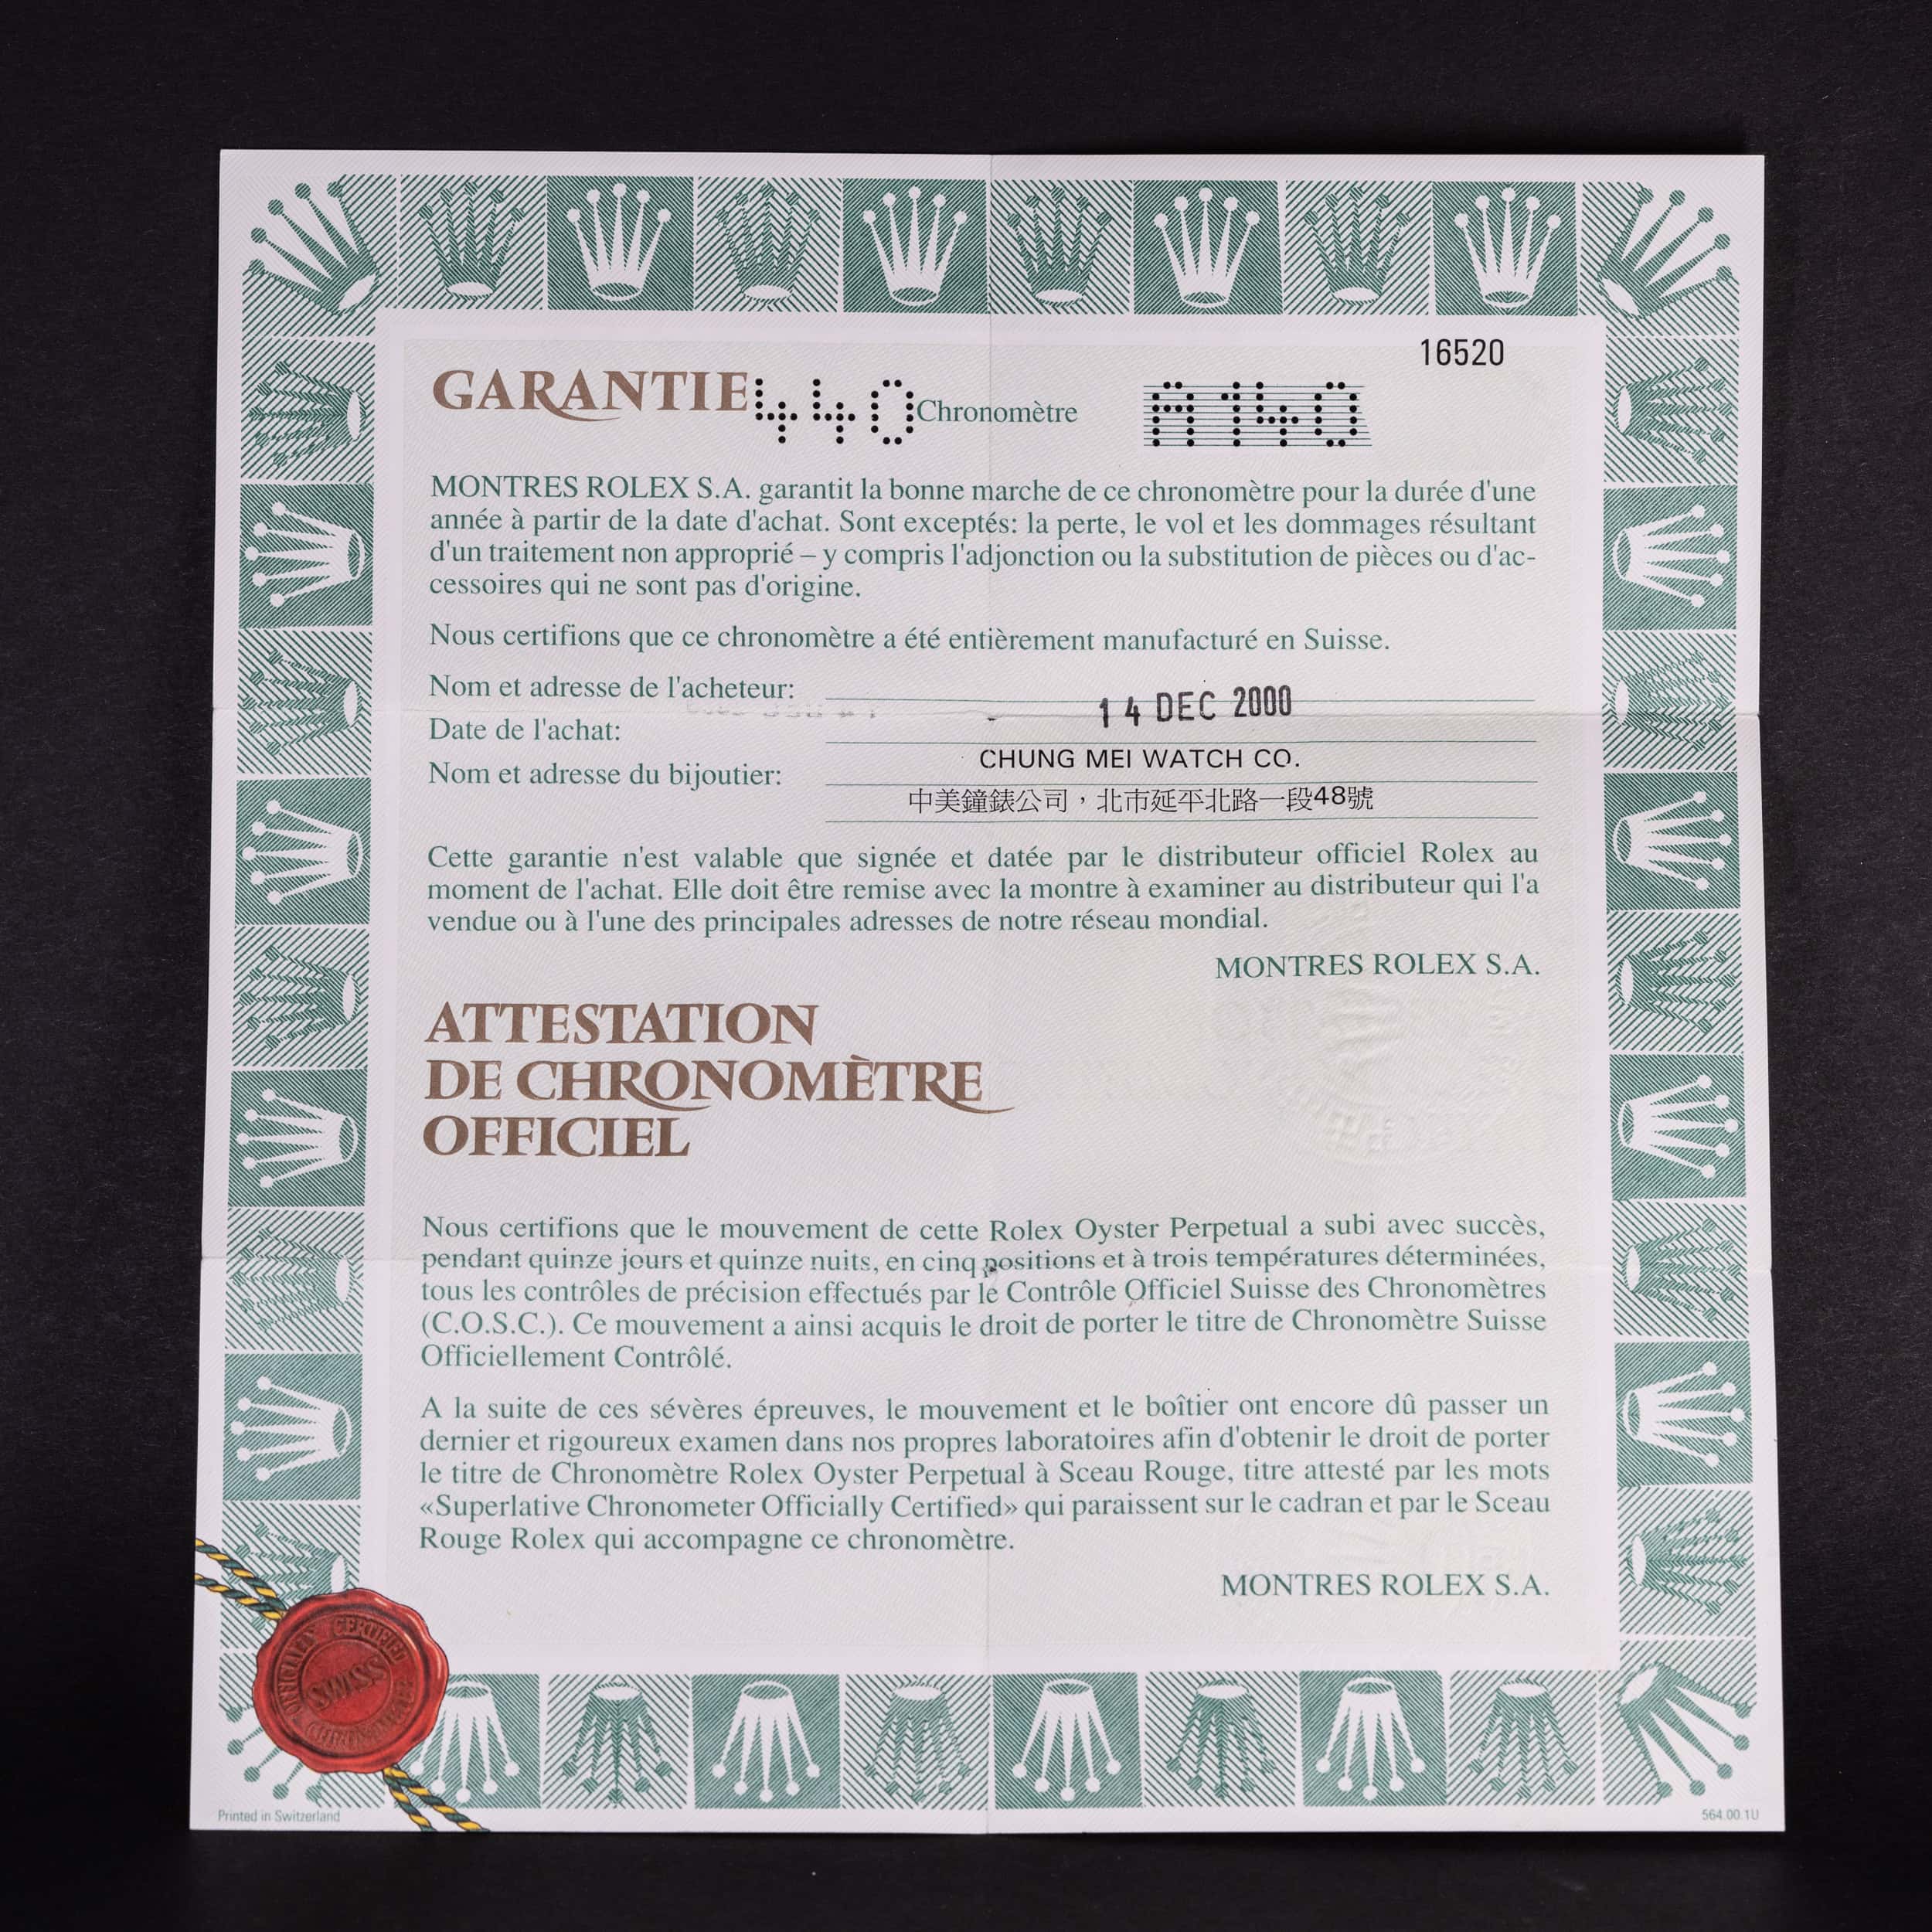 16520
GARANTIE 440 Chronomètre A140
MONTRES ROLEX S.A. garantit la bonne marche de ce chronomètre pour la durée d'une
année à partir de la date d'achat. Sont exceptés: la perte, le vol et les dommages résultant
d'un traitement non approprié – y compris l'adjonction ou la substitution de pièces ou d'ac-
cessoires qui ne sont pas d'origine.
Nous certifions que ce chronomètre a été entièrement manufacturé en Suisse.
Nom et adresse de l'acheteur:
14 DEC 2000
Date de l'achat:
CHUNG MEI WATCH CO.
Nom et adresse du bijoutier:
中美鐘錶公司，北市延平北路一段48號
Cette garantie n'est valable que signée et datée par le distributeur officiel Rolex au
moment de l'achat. Elle doit être remise avec la montre à examiner au distributeur qui l'a
vendue ou à l'une des principales adresses de notre réseau mondial.
MONTRES ROLEX S.A.
ATTESTATION
DE CHRONOMÈTRE
OFFICIEL
Nous certifions que le mouvement de cette Rolex Oyster Perpetual a subi avec succès,
pendant quinze jours et quinze nuits, en cinq positions et à trois températures déterminées,
tous les contrôles de précision effectués par le Contrôle Officiel Suisse des Chronomètres
(C.O.S.C.). Ce mouvement a ainsi acquis le droit de porter le titre de Chronomètre Suisse
Officiellement Contrôlé.
A la suite de ces sévères épreuves, le mouvement et le boîtier ont encore dû passer un
dernier et rigoureux examen dans nos propres laboratoires afin d'obtenir le droit de porter
le titre de Chronomètre Rolex Oyster Perpetual à Sceau Rouge, titre attesté par les mots
«Superlative Chronometer Officially Certified» qui paraissent sur le cadran et par le Sceau
Rouge Rolex qui accompagne ce chronomètre.
MONTRES ROLEX S.A.
OFFICIALLY CERTIFIED
SWISS
Printed in Switzerland
564.00.1U